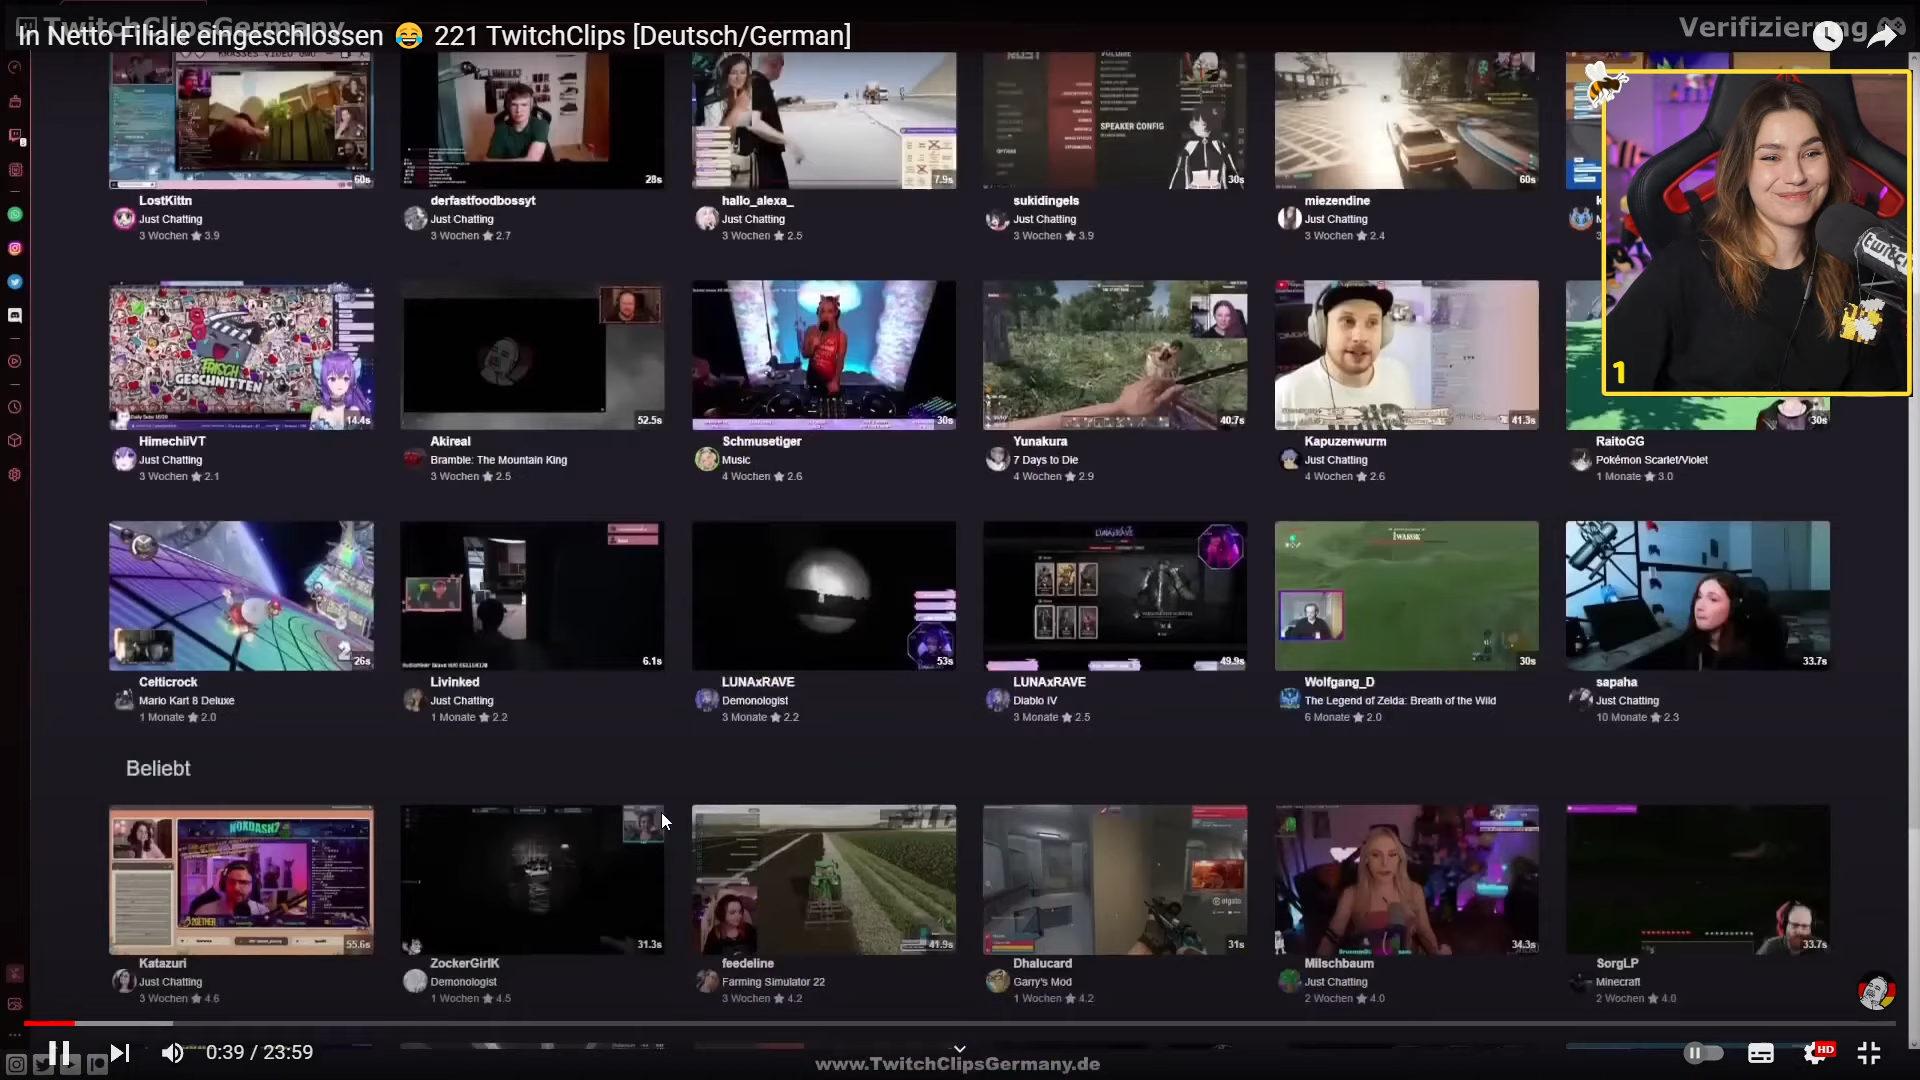 In Netto Filiale eingeschlossen 😂 221 TwitchClips [Deutsch/German]
TwitchClipsGermany
Verifizierung
60s
28s
7.9s
SPEAKER CONFIG
30s
60s
LostKittn
Just Chatting
3 Wochen ★ 3.9
derfastfoodbossyt
Just Chatting
3 Wochen ★ 2.7
hallo_alexa_
Just Chatting
3 Wochen ★ 2.5
sukidingels
Just Chatting
3 Wochen ★ 3.9
miezendine
Just Chatting
3 Wochen ★ 2.4
twitch
1
FRISCH
GESCHNITTEN
14.4s
52.5s
30s
40.7s
41.3s
30s
HimechiiVT
Just Chatting
3 Wochen ★ 2.1
Akireal
Bramble: The Mountain King
3 Wochen ★ 2.5
Schmusetiger
Music
4 Wochen ★ 2.6
Yunakura
7 Days to Die
4 Wochen ★ 2.9
Kapuzenwurm
Just Chatting
4 Wochen ★ 2.6
RaitoGG
Pokémon Scarlet/Violet
1 Monate ★ 3.0
2
26s
6.1s
53s
LUNAxRAVE
49.9s
30s
33.7s
Celticrock
Mario Kart 8 Deluxe
1 Monate ★ 2.0
Livinked
Just Chatting
1 Monate ★ 2.2
LUNAxRAVE
Demonologist
3 Monate ★ 2.2
LUNAxRAVE
Diablo IV
3 Monate ★ 2.5
Wolfgang_D
The Legend of Zelda: Breath of the Wild
6 Monate ★ 2.0
sapaha
Just Chatting
10 Monate ★ 2.3
Beliebt
55.6s
31.3s
41.9s
elgato
31s
34.3s
33.7s
Katazuri
Just Chatting
3 Wochen ★ 4.6
ZockerGirlK
Demonologist
1 Wochen ★ 4.5
feedeline
Farming Simulator 22
3 Wochen ★ 4.2
Dhalucard
Garry's Mod
1 Wochen ★ 4.2
Milschbaum
Just Chatting
2 Wochen ★ 4.0
SorgLP
Minecraft
2 Wochen ★ 4.0
0:39 / 23:59
HD
www.TwitchClipsGermany.de